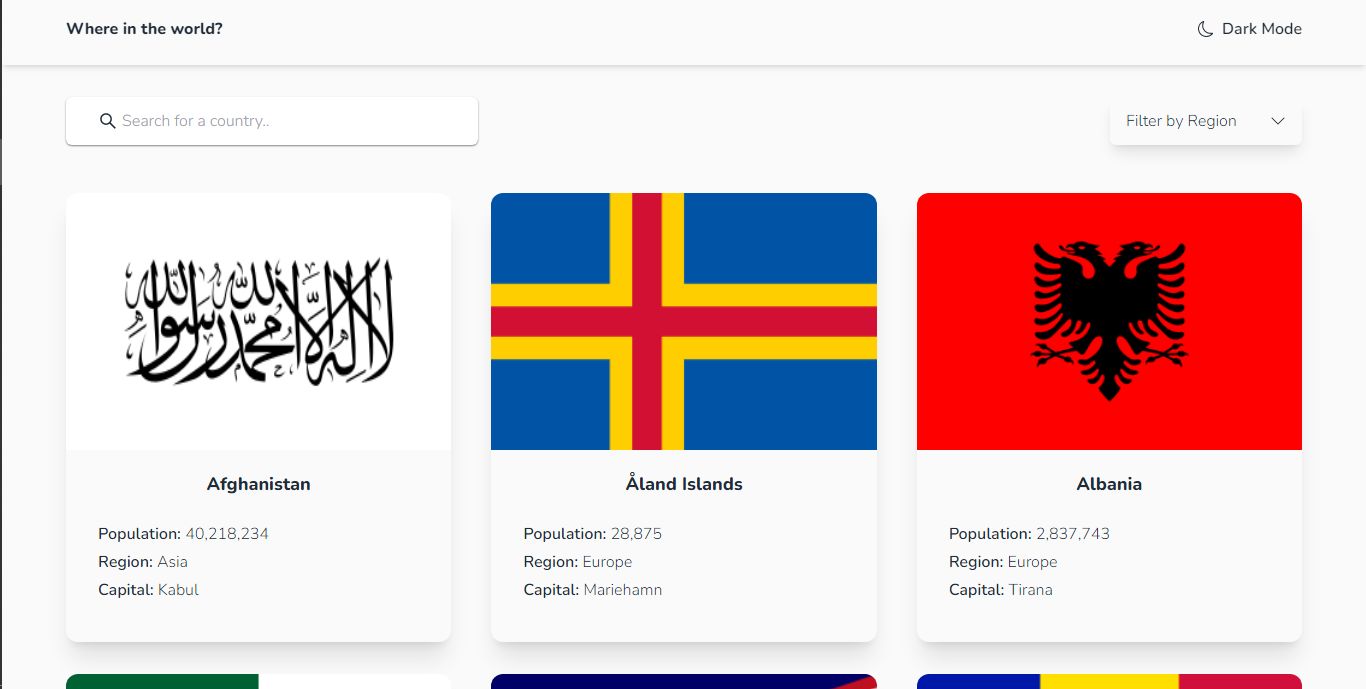 Where in the world?
Dark Mode
Search for a country..
Filter by Region
لا إله إلا الله محمد رسول الله
Afghanistan
Population: 40,218,234
Region: Asia
Capital: Kabul
Åland Islands
Population: 28,875
Region: Europe
Capital: Mariehamn
Albania
Population: 2,837,743
Region: Europe
Capital: Tirana